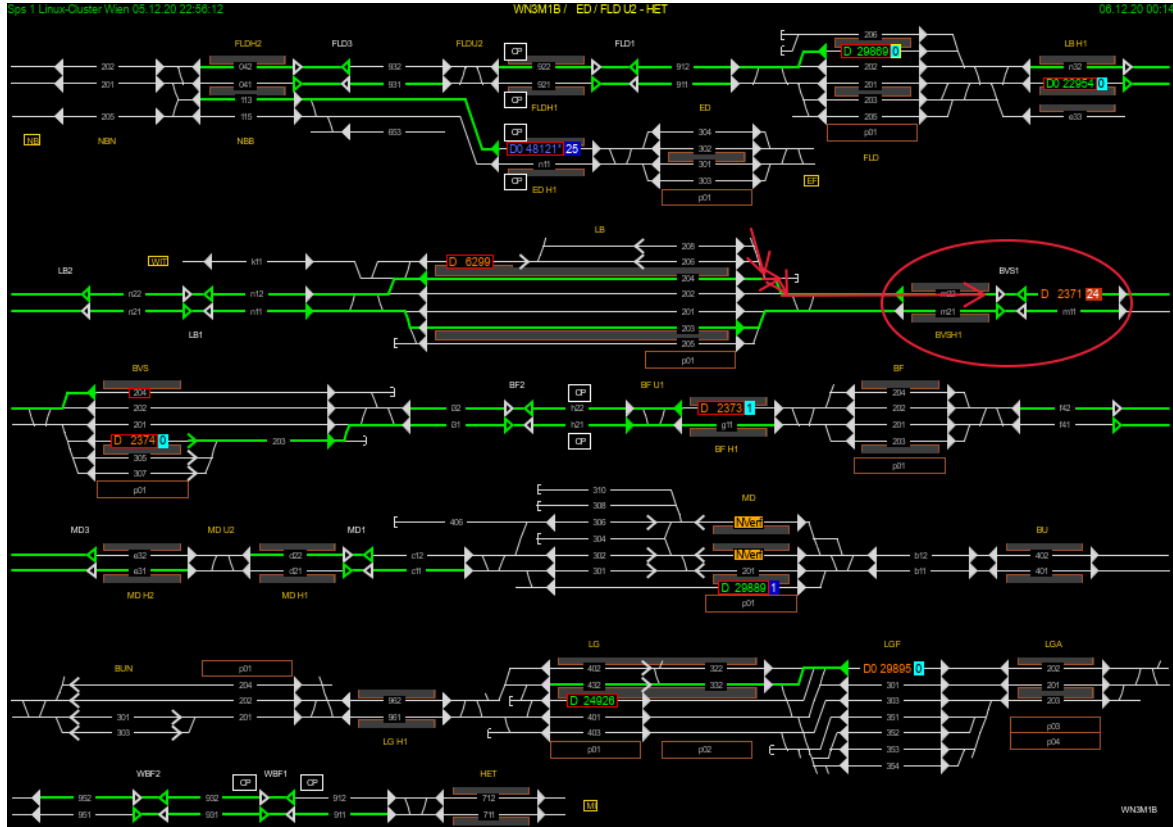 Sps 1 Linux-Cluster Wien 05.12.20 22:56:12 WN3M1B / ED / FLD U2 - HET 06.12.20 00:14
FLDH2 FLD3 FLDU2 CP FLD1 206 LB H1
D 29869 0
202 042 932 922 912 202 n32
201 041 931 921 911 201 D0 22954 0
113 CP FLDH1 203
205 115 ED 205 e33
NB NBN NBB 653 CP 304 p01
D0 48121* 25 302 FLD
n11 301
CP ED H1 303 EF
p01
LB
208
LB2 k11 D 6299 206 BVS1
204
n22 n12 202 D 2371 24
n21 n11 201 m21 m11
LB1 203 BVSH1
205
p01
BVS BF2 CP BF U1 BF
204 204
202 i32 h22 D 2373 1 202 f42
201 i31 h21 g11 201 f41
D 2374 0 203 CP BF H1 203
305 p01
307
p01
310
308 MD
MD3 MD U2 MD1 406 306 NVerf BU
304
e32 d22 c12 302 NVerf b12 402
e31 d21 c11 301 201 b11 401
MD H2 MD H1 D 29889 1
p01
LG LGF LGA
BUN p01 402 322 D0 29895 0 202
204 432 332 301 201
202 962 D 24926 303 203
301 201 961 401 351 p03
303 LG H1 403 352 p04
p01 p02 353
354
WBF2 CP WBF1 CP HET
952 932 912 712
951 931 911 711 MI WN3M1B